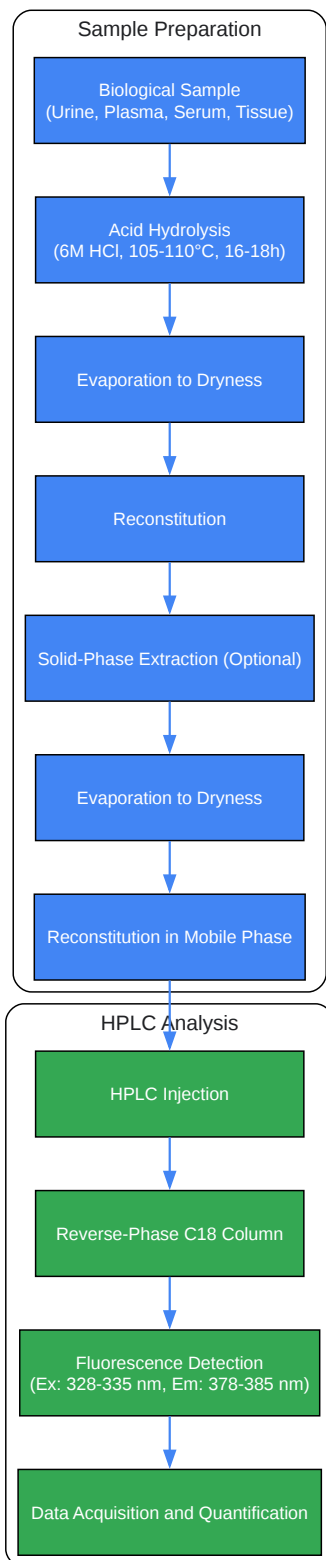 Sample Preparation
Biological Sample
(Urine, Plasma, Serum, Tissue)
Acid Hydrolysis
(6M HCl, 105-110°C, 16-18h)
Evaporation to Dryness
Reconstitution
Solid-Phase Extraction (Optional)
Evaporation to Dryness
Reconstitution in Mobile Phase
HPLC Analysis
HPLC Injection
Reverse-Phase C18 Column
Fluorescence Detection
(Ex: 328-335 nm, Em: 378-385 nm)
Data Acquisition and Quantification